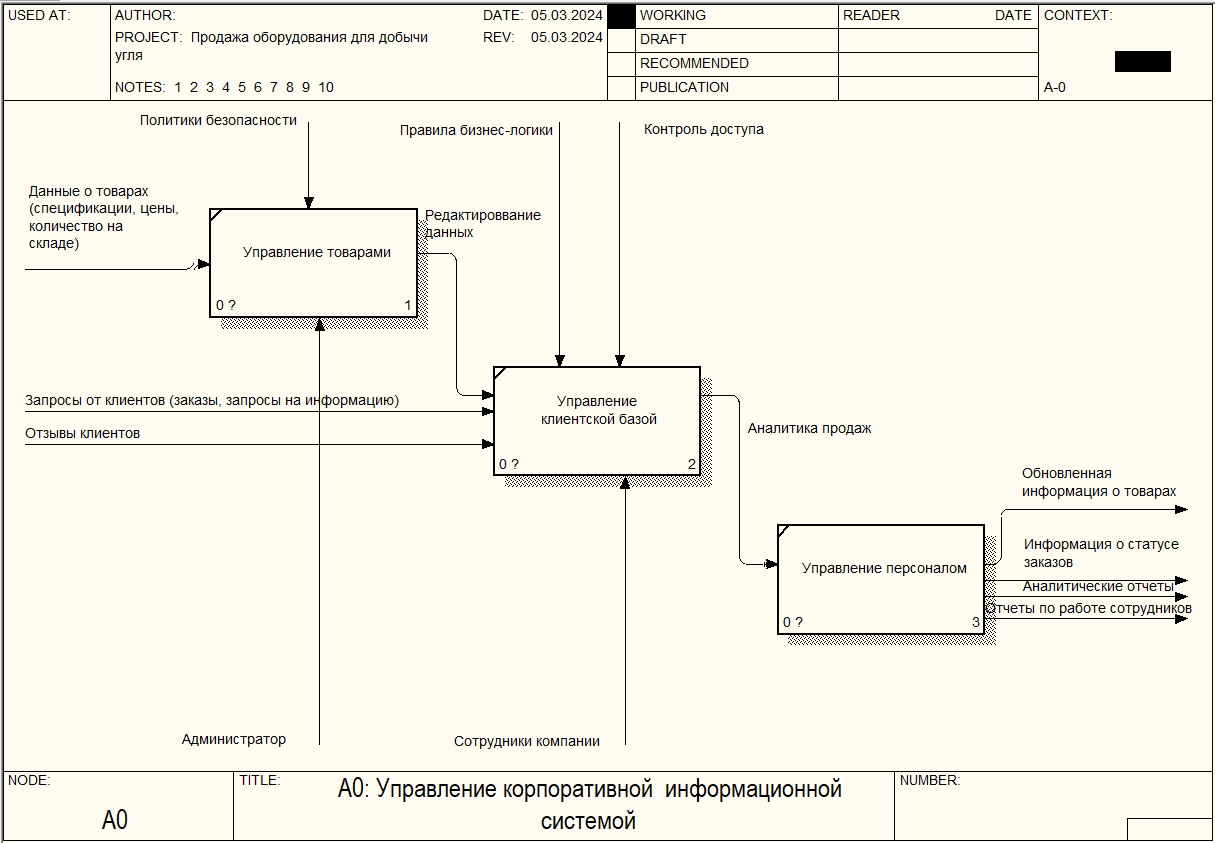 USED AT:
AUTHOR:
DATE: 05.03.2024
PROJECT: Продажа оборудования для добычи
угля
REV: 05.03.2024
NOTES: 1 2 3 4 5 6 7 8 9 10
WORKING
DRAFT
RECOMMENDED
PUBLICATION
READER
DATE
CONTEXT:
A-0
Политики безопасности
Правила бизнес-логики
Контроль доступа
Данные о товарах
(спецификации, цены,
количество на
складе)
Редактироввание
данных
Управление товарами
0 ?
1
Запросы от клиентов (заказы, запросы на информацию)
Отзывы клиентов
Управление
клиентской базой
0 ?
2
Аналитика продаж
Обновленная
информация о товарах
Информация о статусе
заказов
Аналитические отчеты
Отчеты по работе сотрудников
Управление персоналом
0 ?
3
Администратор
Сотрудники компании
NODE:
A0
TITLE:
А0: Управление корпоративной информационной
системой
NUMBER: